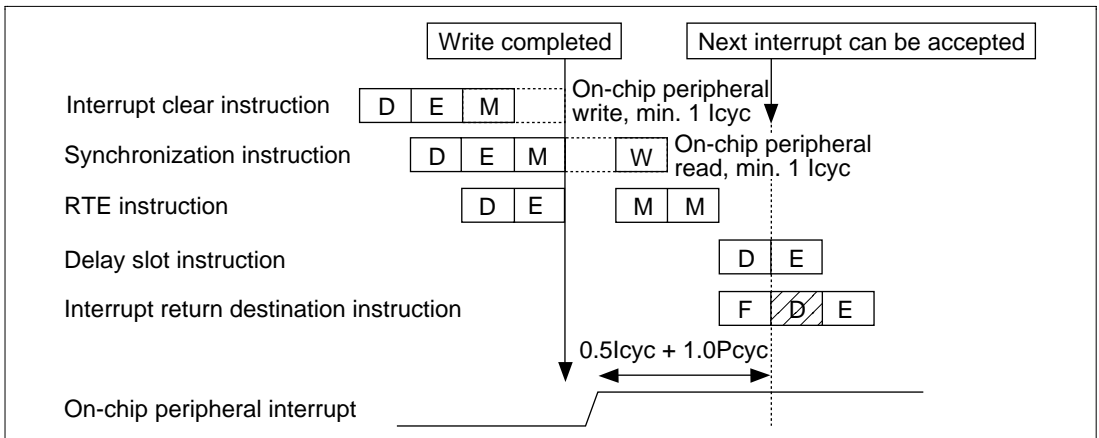 Write completed
Next interrupt can be accepted
Interrupt clear instruction
D E M
On-chip peripheral
write, min. 1 Icyc
Synchronization instruction
D E M W
On-chip peripheral
read, min. 1 Icyc
RTE instruction
D E M M
Delay slot instruction
D E
Interrupt return destination instruction
F D E
0.5Icyc + 1.0Pcyc
On-chip peripheral interrupt